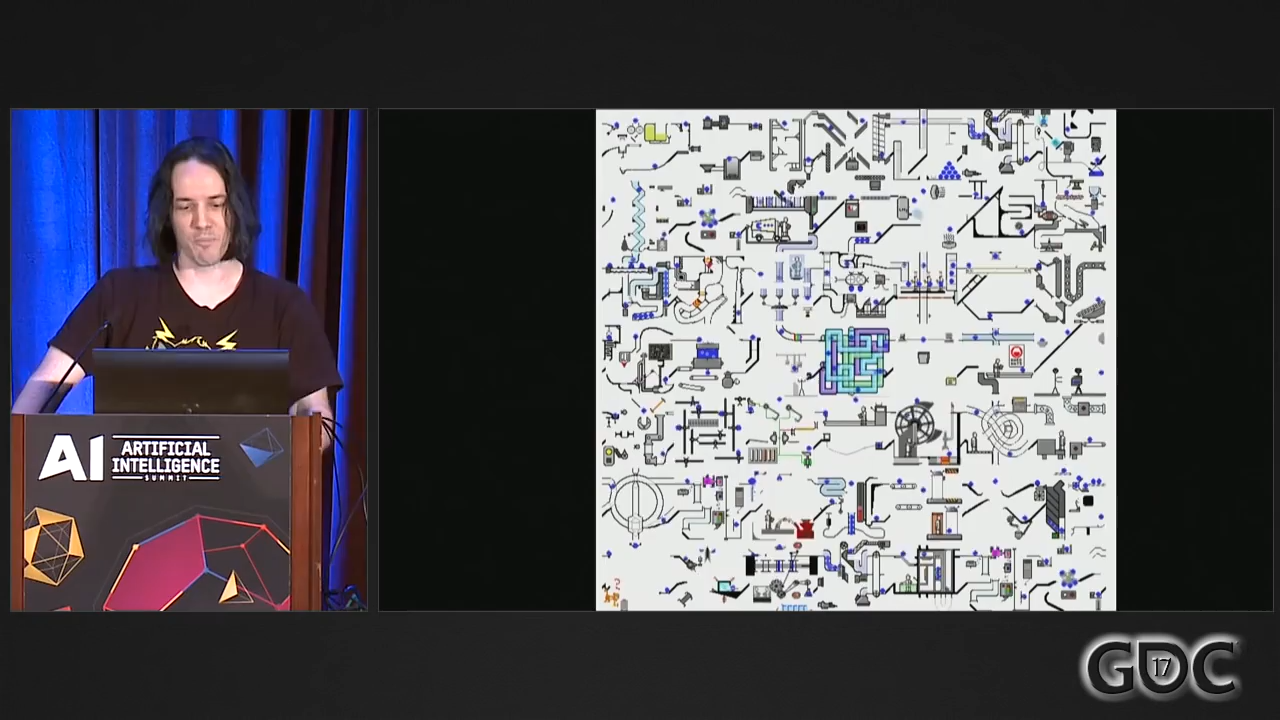 AI
ARTIFICIAL
INTELLIGENCE
SUMMIT
GDC
17